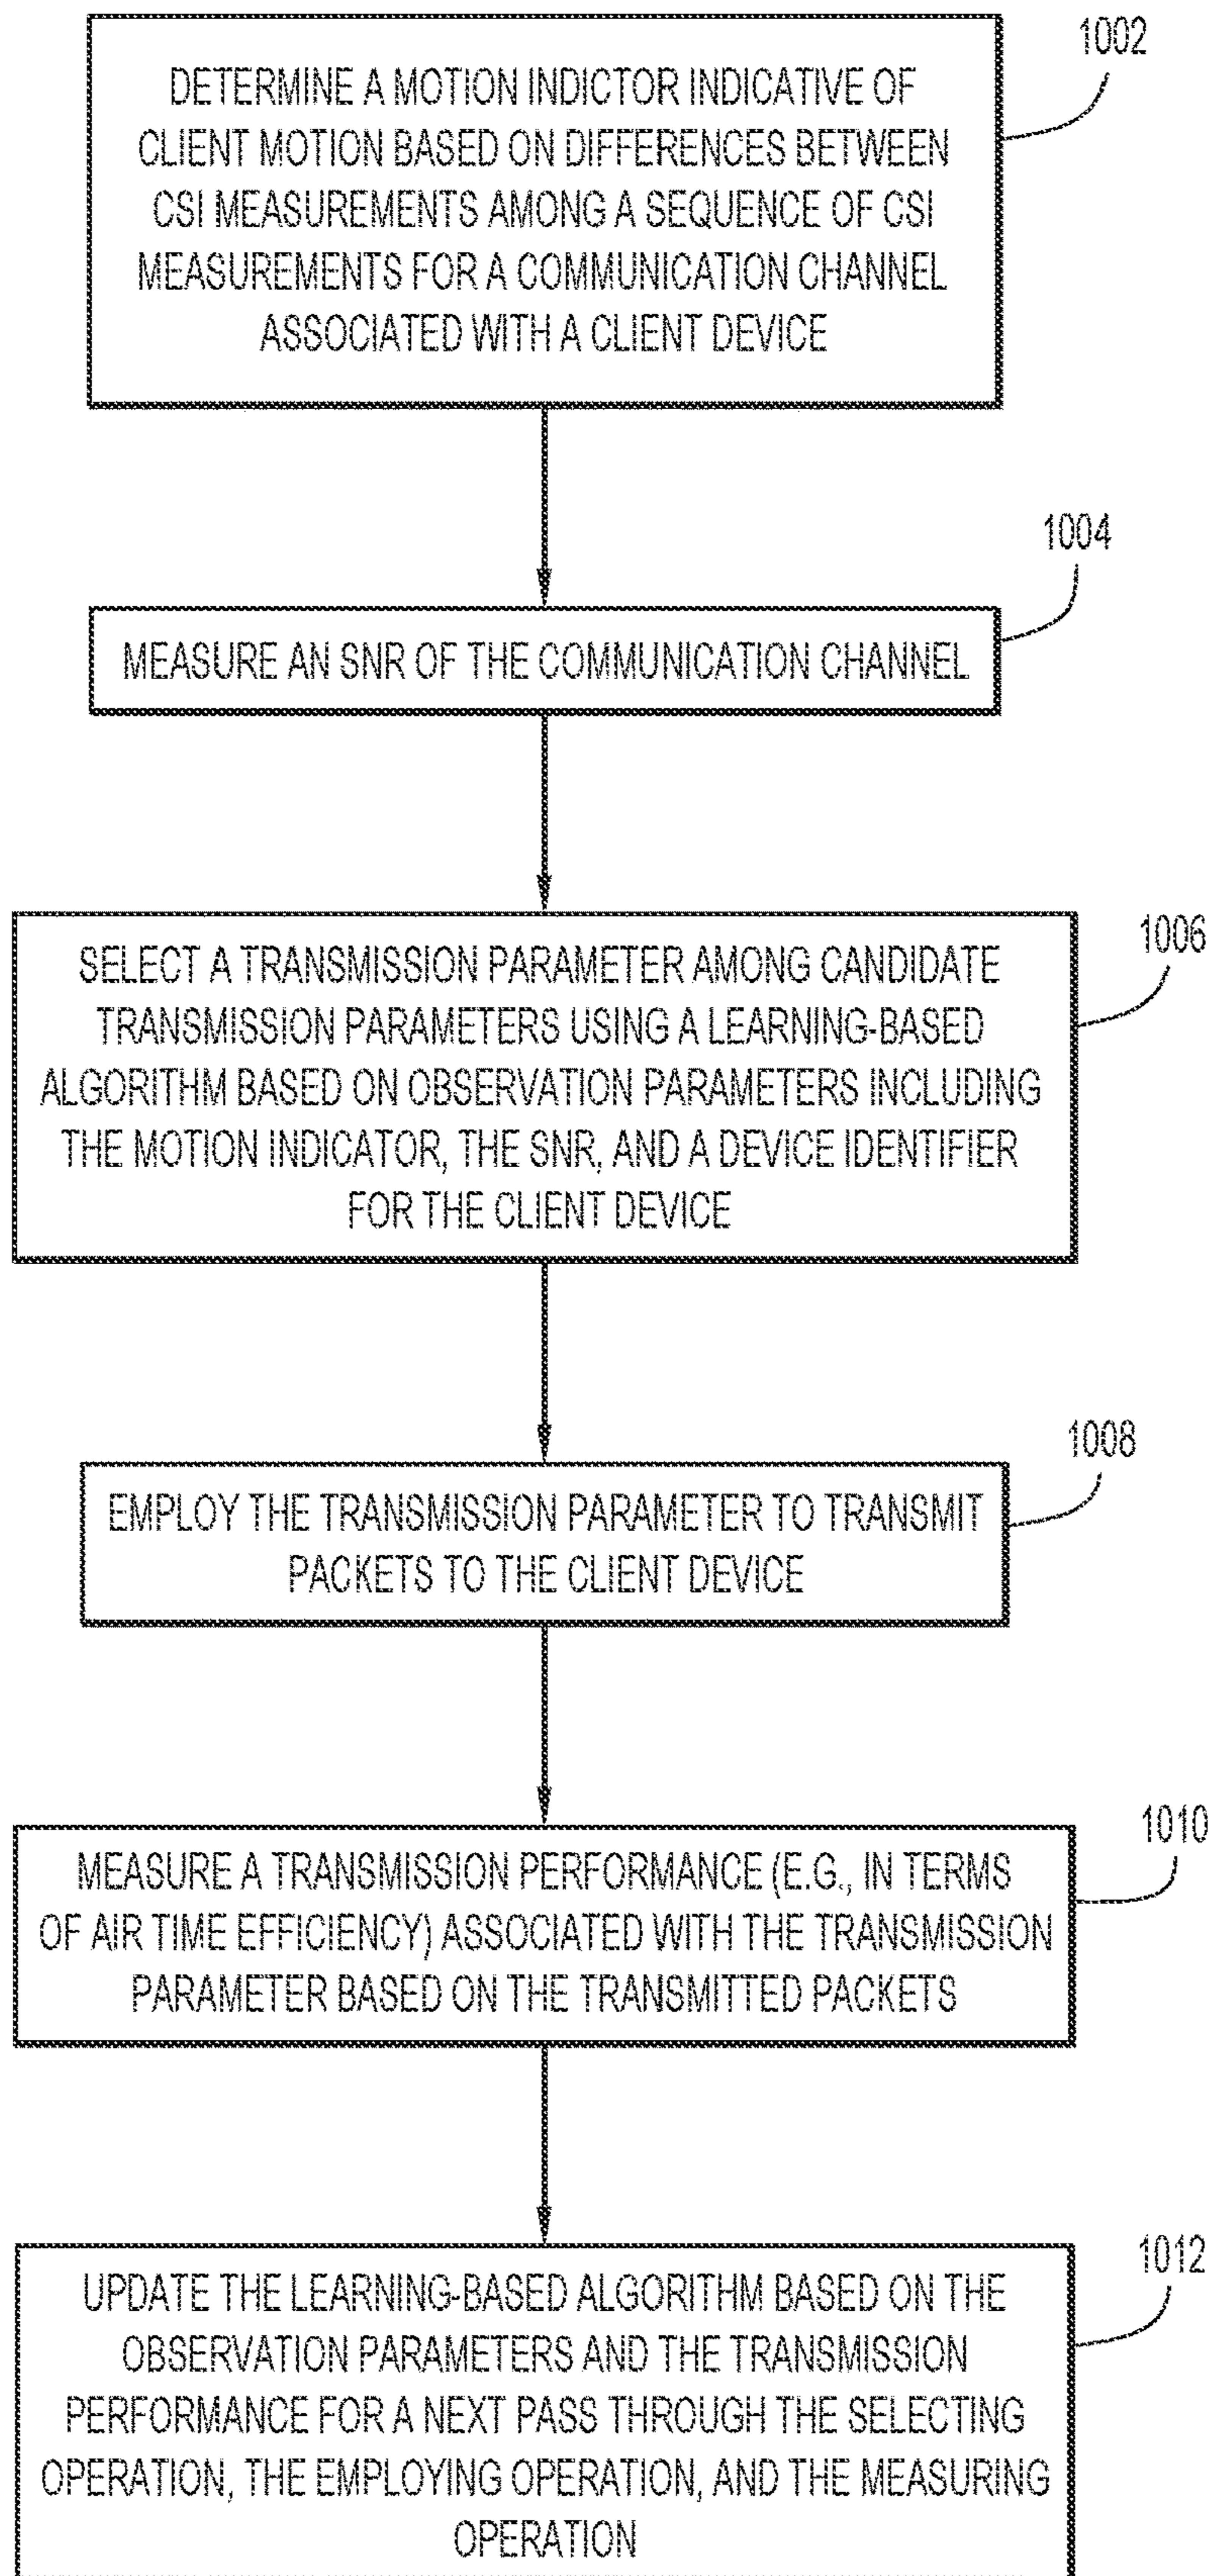 1002
DETERMINE A MOTION INDICTOR INDICATIVE OF
CLIENT MOTION BASED ON DIFFERENCES BETWEEN
CSI MEASUREMENTS AMONG A SEQUENCE OF CSI
MEASUREMENTS FOR A COMMUNICATION CHANNEL
ASSOCIATED WITH A CLIENT DEVICE
1004
MEASURE AN SNR OF THE COMMUNICATION CHANNEL
1006
SELECT A TRANSMISSION PARAMETER AMONG CANDIDATE
TRANSMISSION PARAMETERS USING A LEARNING-BASED
ALGORITHM BASED ON OBSERVATION PARAMETERS INCLUDING
THE MOTION INDICATOR, THE SNR, AND A DEVICE IDENTIFIER
FOR THE CLIENT DEVICE
1008
EMPLOY THE TRANSMISSION PARAMETER TO TRANSMIT
PACKETS TO THE CLIENT DEVICE
1010
MEASURE A TRANSMISSION PERFORMANCE (E.G., IN TERMS
OF AIR TIME EFFICIENCY) ASSOCIATED WITH THE TRANSMISSION
PARAMETER BASED ON THE TRANSMITTED PACKETS
1012
UPDATE THE LEARNING-BASED ALGORITHM BASED ON THE
OBSERVATION PARAMETERS AND THE TRANSMISSION
PERFORMANCE FOR A NEXT PASS THROUGH THE SELECTING
OPERATION, THE EMPLOYING OPERATION, AND THE MEASURING
OPERATION